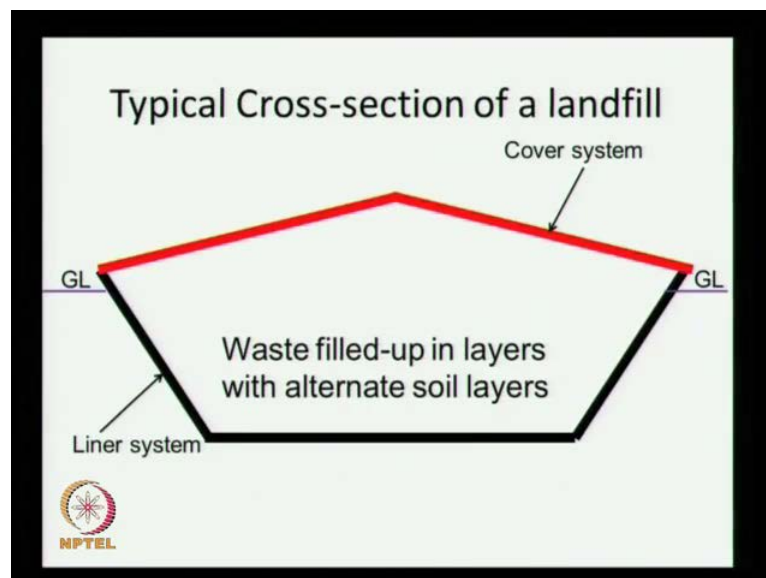 Typical Cross-section of a landfill
Cover system
GL
GL
Waste filled-up in layers
with alternate soil layers
Liner system
NPTEL